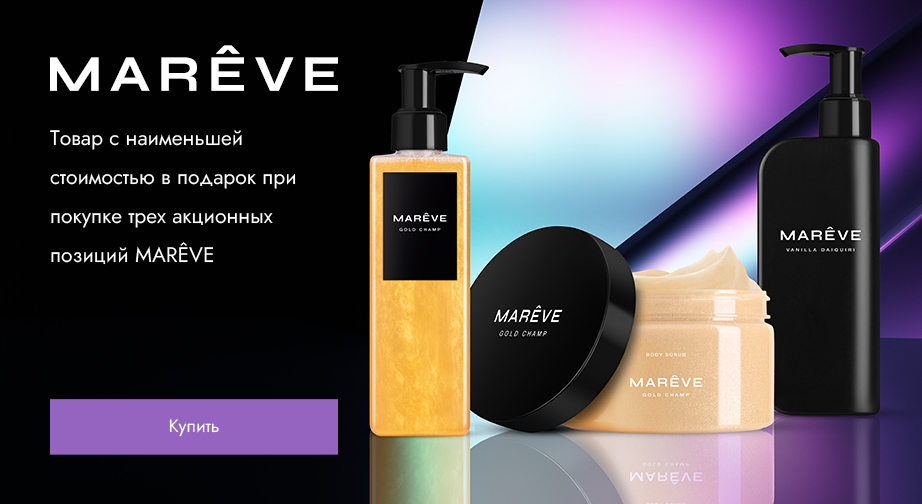 MARÊVE
Товар с наименьшей
стоимостью в подарок при
покупке трех акционных
позиций MARÊVE
Купить
MARÊVE
GOLD CHAMP
MARÊVE
GOLD CHAMP
BODY SCRUB
MARÊVE
GOLD CHAMP
MARÊVE
VANILLA DAIQUIRI